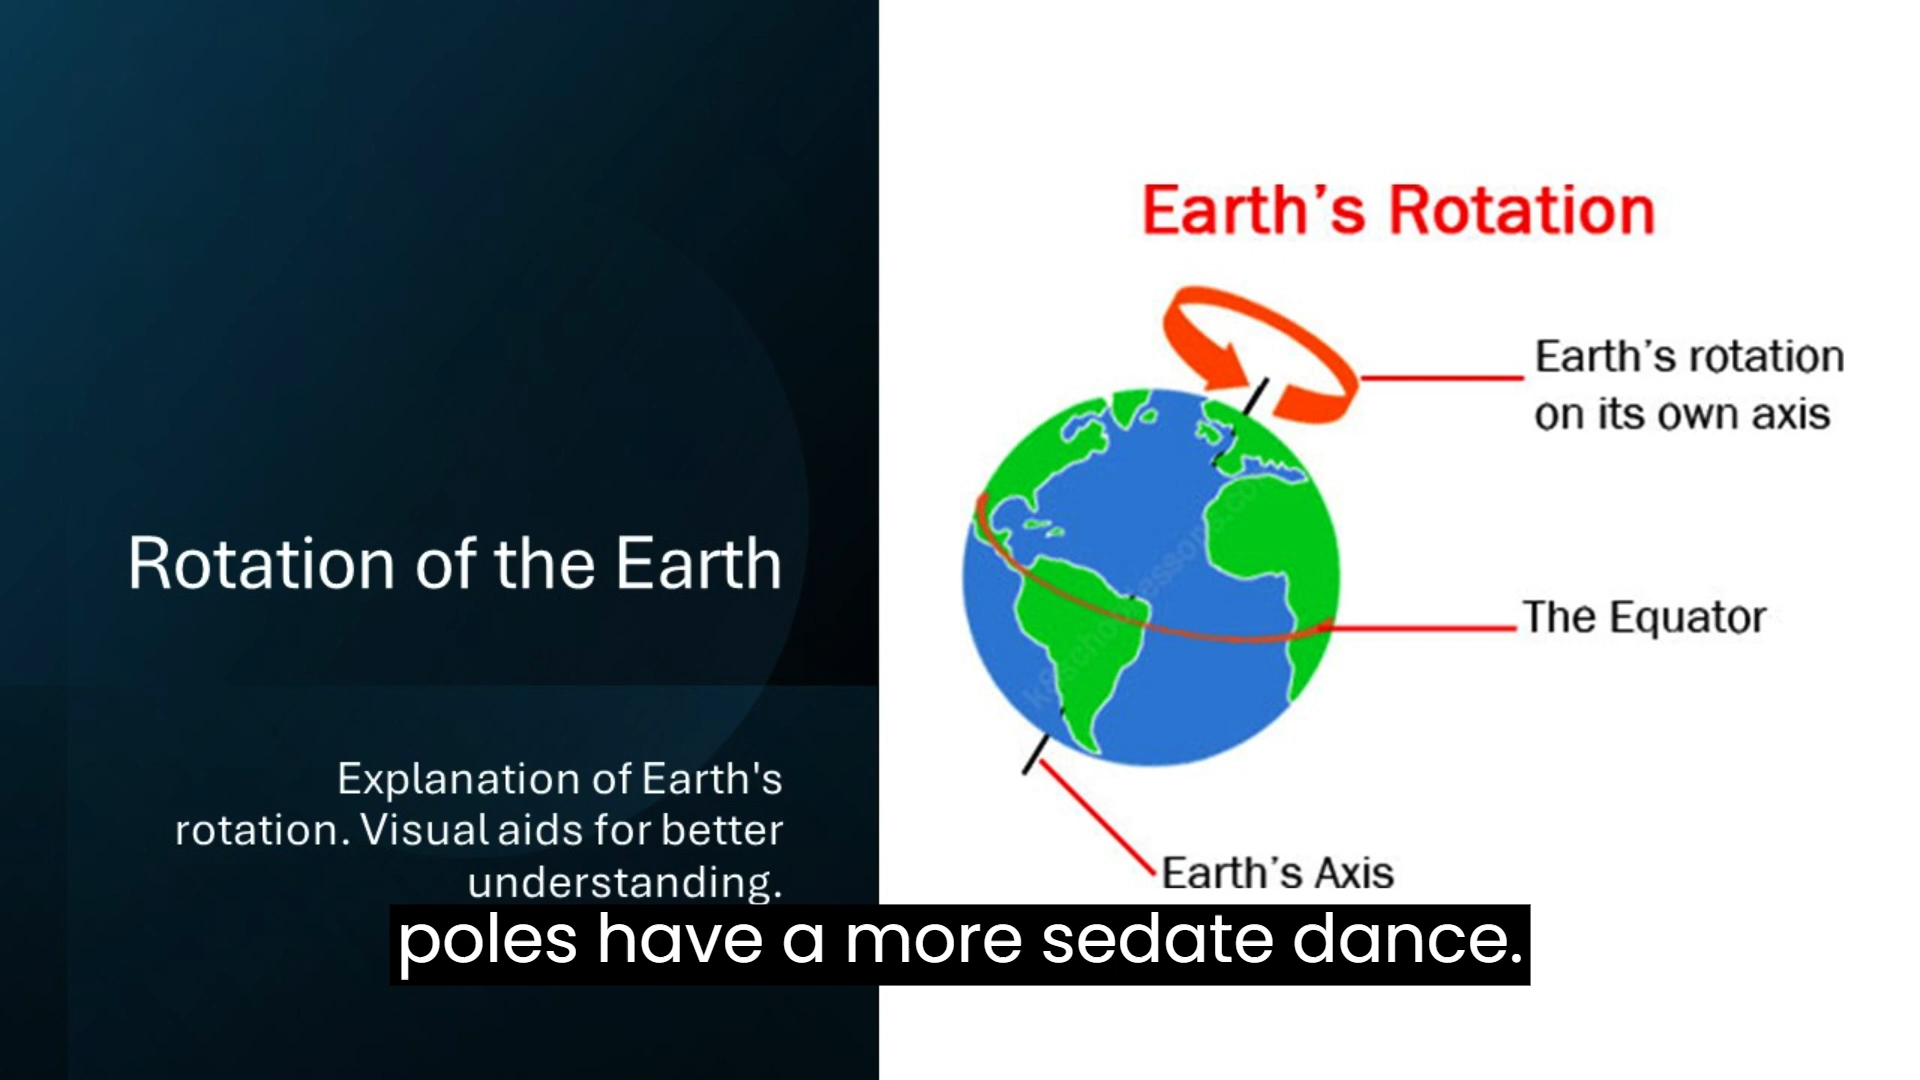 Rotation of the Earth
Explanation of Earth's
rotation. Visual aids for better
understanding.
Earth’s Rotation
Earth’s rotation
on its own axis
The Equator
Earth’s Axis
poles have a more sedate dance.